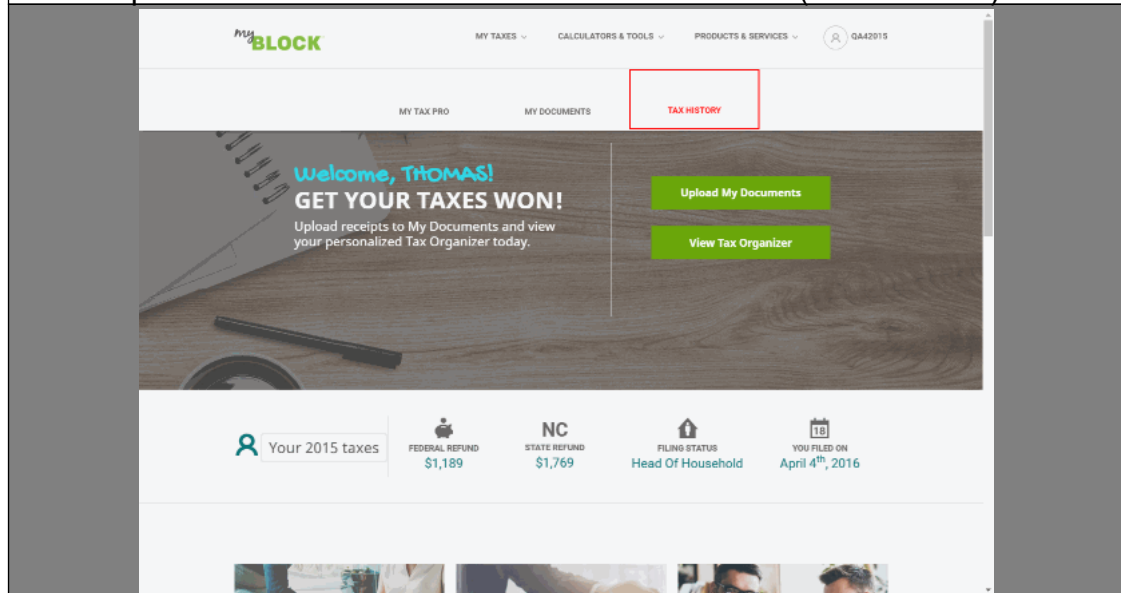 my BLOCK
MY TAXES CALCULATORS & TOOLS PRODUCTS & SERVICES QA42015
MY TAX PRO MY DOCUMENTS TAX HISTORY
Welcome, THOMAS!
GET YOUR TAXES WON!
Upload receipts to My Documents and view
your personalized Tax Organizer today.
Upload My Documents
View Tax Organizer
Your 2015 taxes
FEDERAL REFUND
$1,189
NC
STATE REFUND
$1,769
FILING STATUS
Head Of Household
18
YOU FILED ON
April 4th, 2016